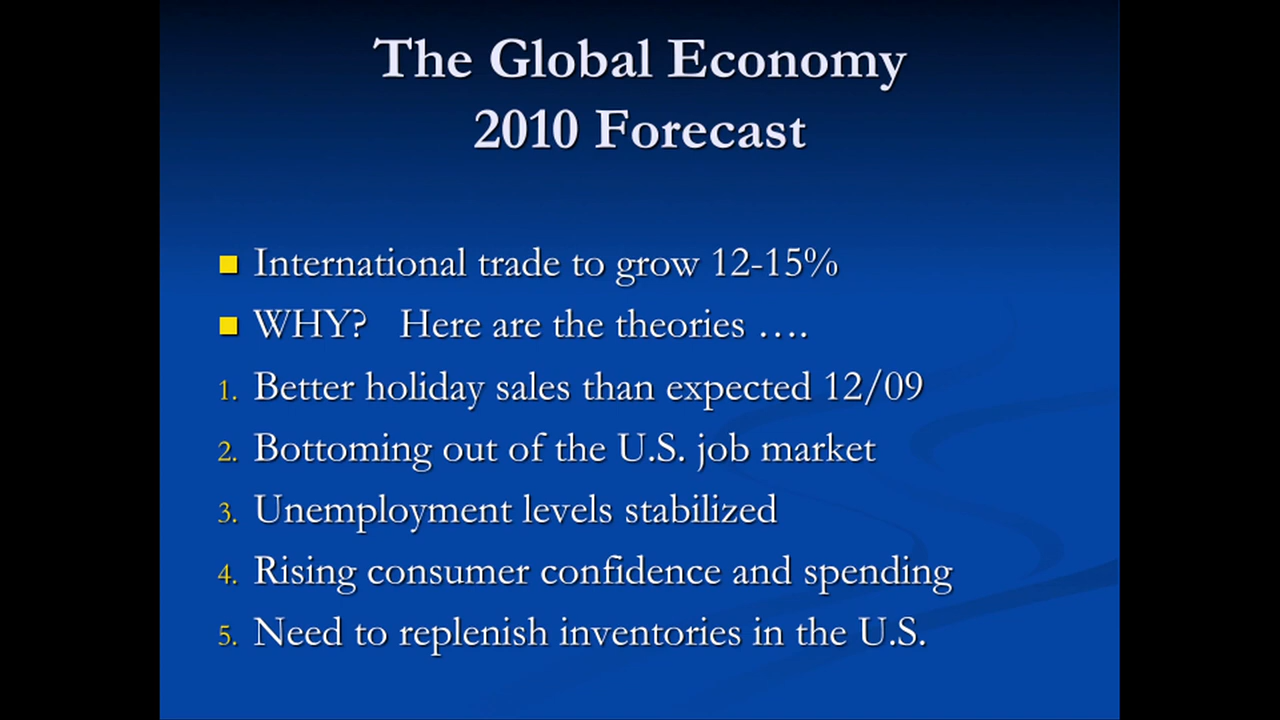 The Global Economy
2010 Forecast
International trade to grow 12-15%
WHY? Here are the theories ….
1. Better holiday sales than expected 12/09
2. Bottoming out of the U.S. job market
3. Unemployment levels stabilized
4. Rising consumer confidence and spending
5. Need to replenish inventories in the U.S.